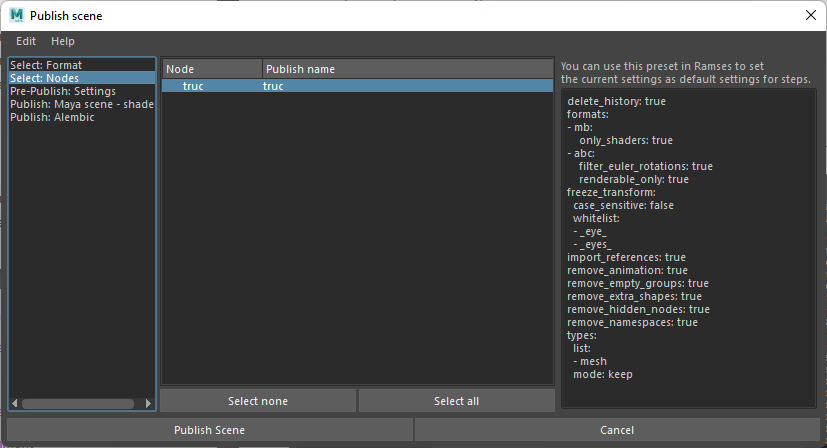 Publish scene
Edit Help
Select: Format
Select: Nodes
Pre-Publish: Settings
Publish: Maya scene - shade
Publish: Alembic
Node Publish name
truc truc
Select none Select all
You can use this preset in Ramses to set
the current settings as default settings for steps.
delete_history: true
formats:
- mb:
only_shaders: true
- abc:
filter_euler_rotations: true
renderable_only: true
freeze_transform:
case_sensitive: false
whitelist:
- _eye_
- _eyes_
import_references: true
remove_animation: true
remove_empty_groups: true
remove_extra_shapes: true
remove_hidden_nodes: true
remove_namespaces: true
types:
list:
- mesh
mode: keep
Publish Scene Cancel